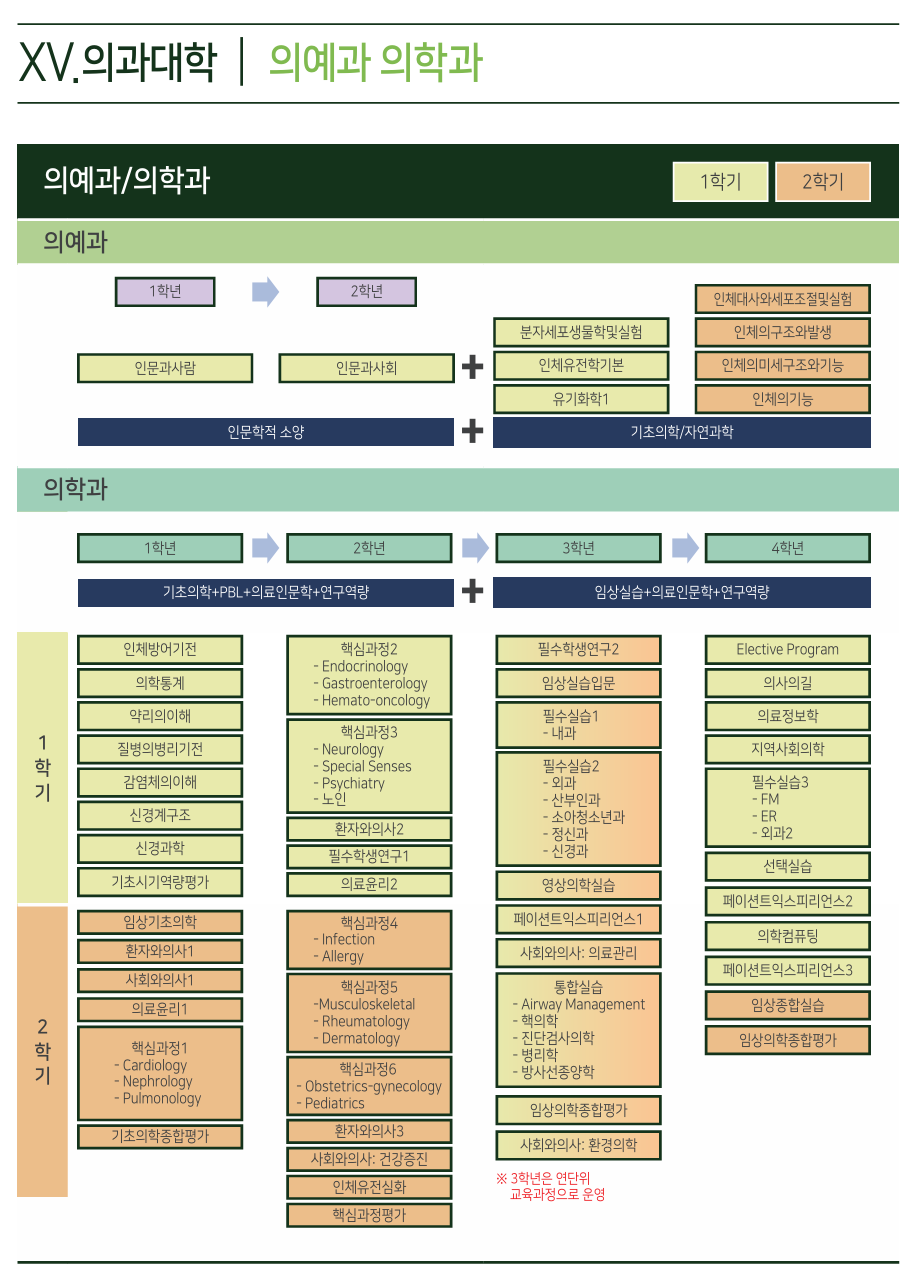 XV.의과대학 | 의예과 의학과
의예과/의학과
1학기
2학기
의예과
1학년
2학년
인체대사와세포조절및실험
분자세포생물학및실험
인체의구조와발생
인문과사람
인문과사회
+
인체유전학기본
인체의미세구조와기능
유기화학1
인체의기능
인문학적 소양
+
기초의학/자연과학
의학과
1학년
2학년
3학년
4학년
기초의학+PBL+의료인문학+연구역량
+
임상실습+의료인문학+연구역량
1
학
기
인체방어기전
의학통계
약리의이해
질병의병리기전
감염체의이해
신경계구조
신경과학
기초시기역량평가
2
학
기
임상기초의학
환자와의사1
사회와의사1
의료윤리1
핵심과정1
- Cardiology
- Nephrology
- Pulmonology
기초의학종합평가
핵심과정2
- Endocrinology
- Gastroenterology
- Hemato-oncology
핵심과정3
- Neurology
- Special Senses
- Psychiatry
- 노인
환자와의사2
필수학생연구1
의료윤리2
핵심과정4
- Infection
- Allergy
핵심과정5
-Musculoskeletal
- Rheumatology
- Dermatology
핵심과정6
- Obstetrics-gynecology
- Pediatrics
환자와의사3
사회와의사: 건강증진
인체유전심화
핵심과정평가
필수학생연구2
임상실습입문
필수실습1
- 내과
필수실습2
- 외과
- 산부인과
- 소아청소년과
- 정신과
- 신경과
영상의학실습
페이션트익스피리언스1
사회와의사: 의료관리
통합실습
- Airway Management
- 핵의학
- 진단검사의학
- 병리학
- 방사선종양학
임상의학종합평가
사회와의사: 환경의학
※ 3학년은 연단위
교육과정으로 운영
Elective Program
의사의길
의료정보학
지역사회의학
필수실습3
- FM
- ER
- 외과2
선택실습
페이션트익스피리언스2
의학컴퓨팅
페이션트익스피리언스3
임상종합실습
임상의학종합평가